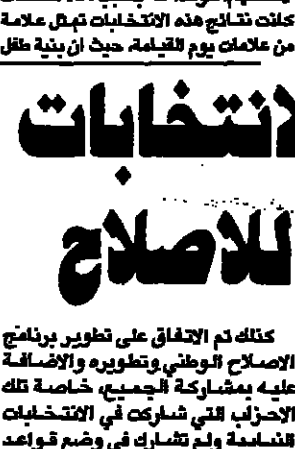 كانت نتائج هذه الانتخابات تمثل علامة
من علامات يوم القيامة، حيث ان بنية طقل
لانتخابات
للاصلاح
كذلك تم الاتفاق على تطوير برنامج
الاصلاح الوطني وتطويره والاضافة
عليه بمشاركة الجميع، خاصة تلك
الاحزاب التي شاركت في الانتخابات
النيابية ولم تشارك في وضع قواعد